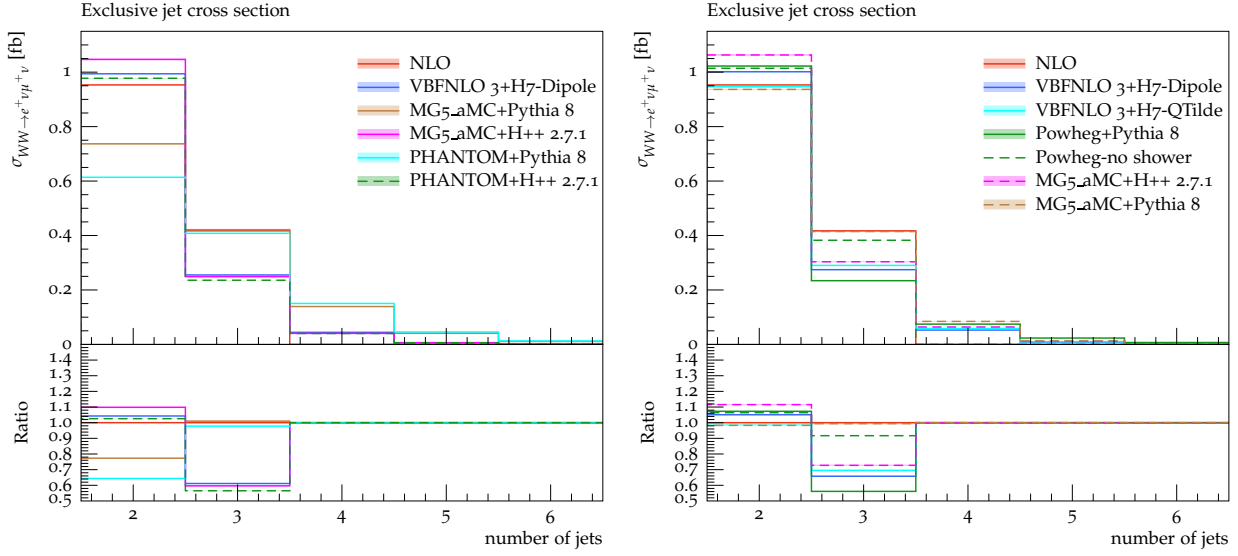 Exclusive jet cross section
NLO
VBFNLO 3+H7-Dipole
MG5_aMC+Pythia 8
MG5_aMC+H++ 2.7.1
PHANTOM+Pythia 8
PHANTOM+H++ 2.7.1
0
0.2
0.4
0.6
0.8
1
σWW→e+νμ+ν [fb]
2 3 4 5 6
0.5
0.6
0.7
0.8
0.9
1.0
1.1
1.2
1.3
1.4
number of jets
Ratio
Exclusive jet cross section
NLO
VBFNLO 3+H7-Dipole
VBFNLO 3+H7-QTilde
Powheg+Pythia 8
Powheg-no shower
MG5_aMC+H++ 2.7.1
MG5_aMC+Pythia 8
0
0.2
0.4
0.6
0.8
1
σWW→e+νμ+ν [fb]
2 3 4 5 6
0.5
0.6
0.7
0.8
0.9
1.0
1.1
1.2
1.3
1.4
number of jets
Ratio